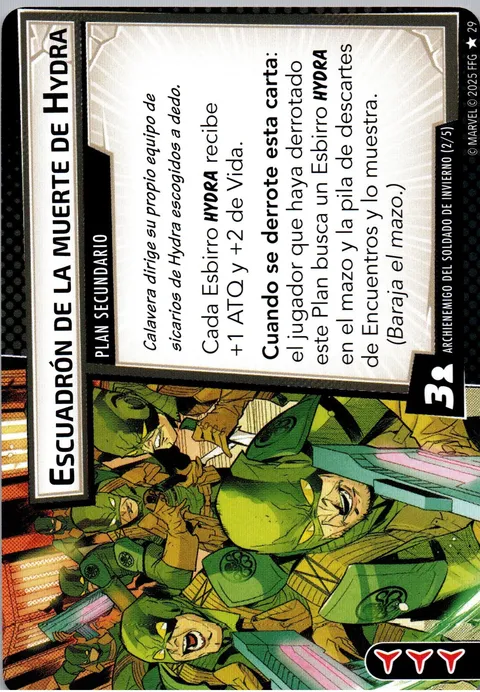 ESCUADRÓN DE LA MUERTE DE HYDRA
PLAN SECUNDARIO
Calavera dirige su propio equipo de
sicarios de Hydra escogidos a dedo.
Cada Esbirro HYDRA recibe
+1 ATQ y +2 de Vida.
Cuando se derrote esta carta:
el jugador que haya derrotado
este Plan busca un Esbirro HYDRA
en el mazo y la pila de descartes
de Encuentros y lo muestra.
(Baraja el mazo.)
3
ARCHIENEMIGO DEL SOLDADO DE INVIERNO (2/5)
© MARVEL © 2025 FFG ★ 29